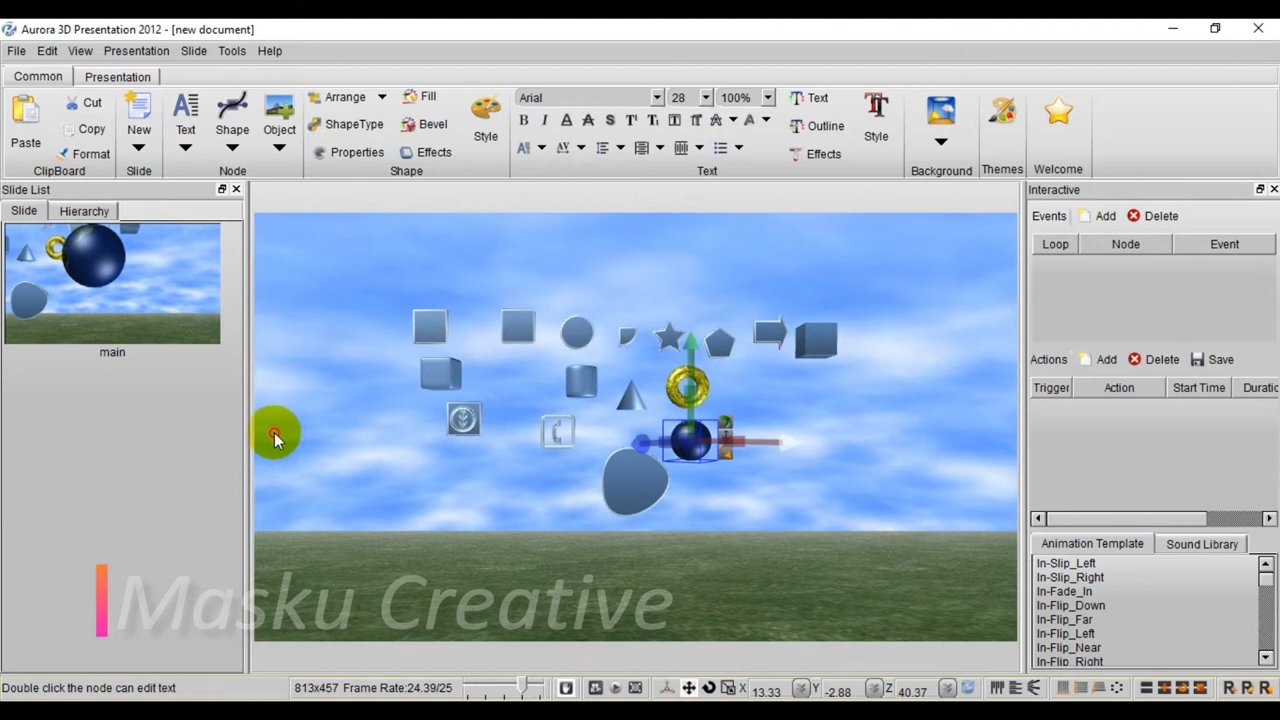 Aurora 3D Presentation 2012 - [new document]
File Edit View Presentation Slide Tools Help
Common Presentation
Paste Cut Copy Format
ClipBoard
New
Slide
Text Shape Object
Node
Arrange Fill
ShapeType Bevel
Properties Effects
Style
Shape
Arial 28 100%
Text
Outline
Effects
Style
Text
Background
Themes
Welcome
Slide List
Slide Hierarchy
main
Interactive
Events Add Delete
Loop Node Event
Actions Add Delete Save
Trigger Action Start Time Duratic
Animation Template Sound Library
In-Slip_Left
In-Slip_Right
In-Fade_In
In-Flip_Down
In-Flip_Far
In-Flip_Left
In-Flip_Near
In-Flip_Right
Masku Creative
Double click the node can edit text 813x457 Frame Rate:24.39/25 X 13.33 Y -2.88 Z 40.37